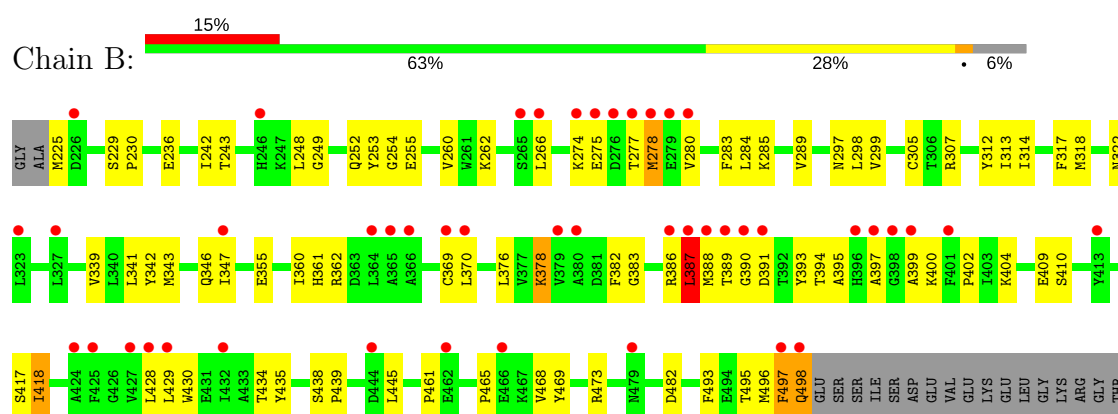 15%
Chain B:
63% 28% • 6%
GLY ALA M225 D226 S229 P230 E236 I242 T243 H246 K247 L248 G249 Q252 Y253 G254 E255 V260 W261 K262 S265 L266 K274 E275 D276 T277 M278 E279 V280 F283 L284 K285 V289 N297 L298 V299 C305 T306 R307 Y312 I313 I314 F317 M318
L323 L327 V339 L340 L341 Y342 M343 Q346 I347 E355 I360 H361 R362 D363 L364 A365 A366 C369 L370 L376 V377 K378 V379 A380 D381 F382 G383 R386 L387 M388 T389 G390 D391 T392 Y393 T394 A395 H396 A397 G398 A399 K400 F401 P402 I403 K404 E409 S410 Y413
S417 I418 A424 F425 G426 V427 L428 L429 W430 E431 I432 A433 T434 Y435 S438 P439 D444 L445 P461 E462 P465 E466 K467 V468 Y469 R473 N479 D482 F493 E494 T495 M496 F497 Q498 GLU SER SER ILE SER ASP GLU VAL GLU LYS GLU LEU GLY LYS ARG GLY